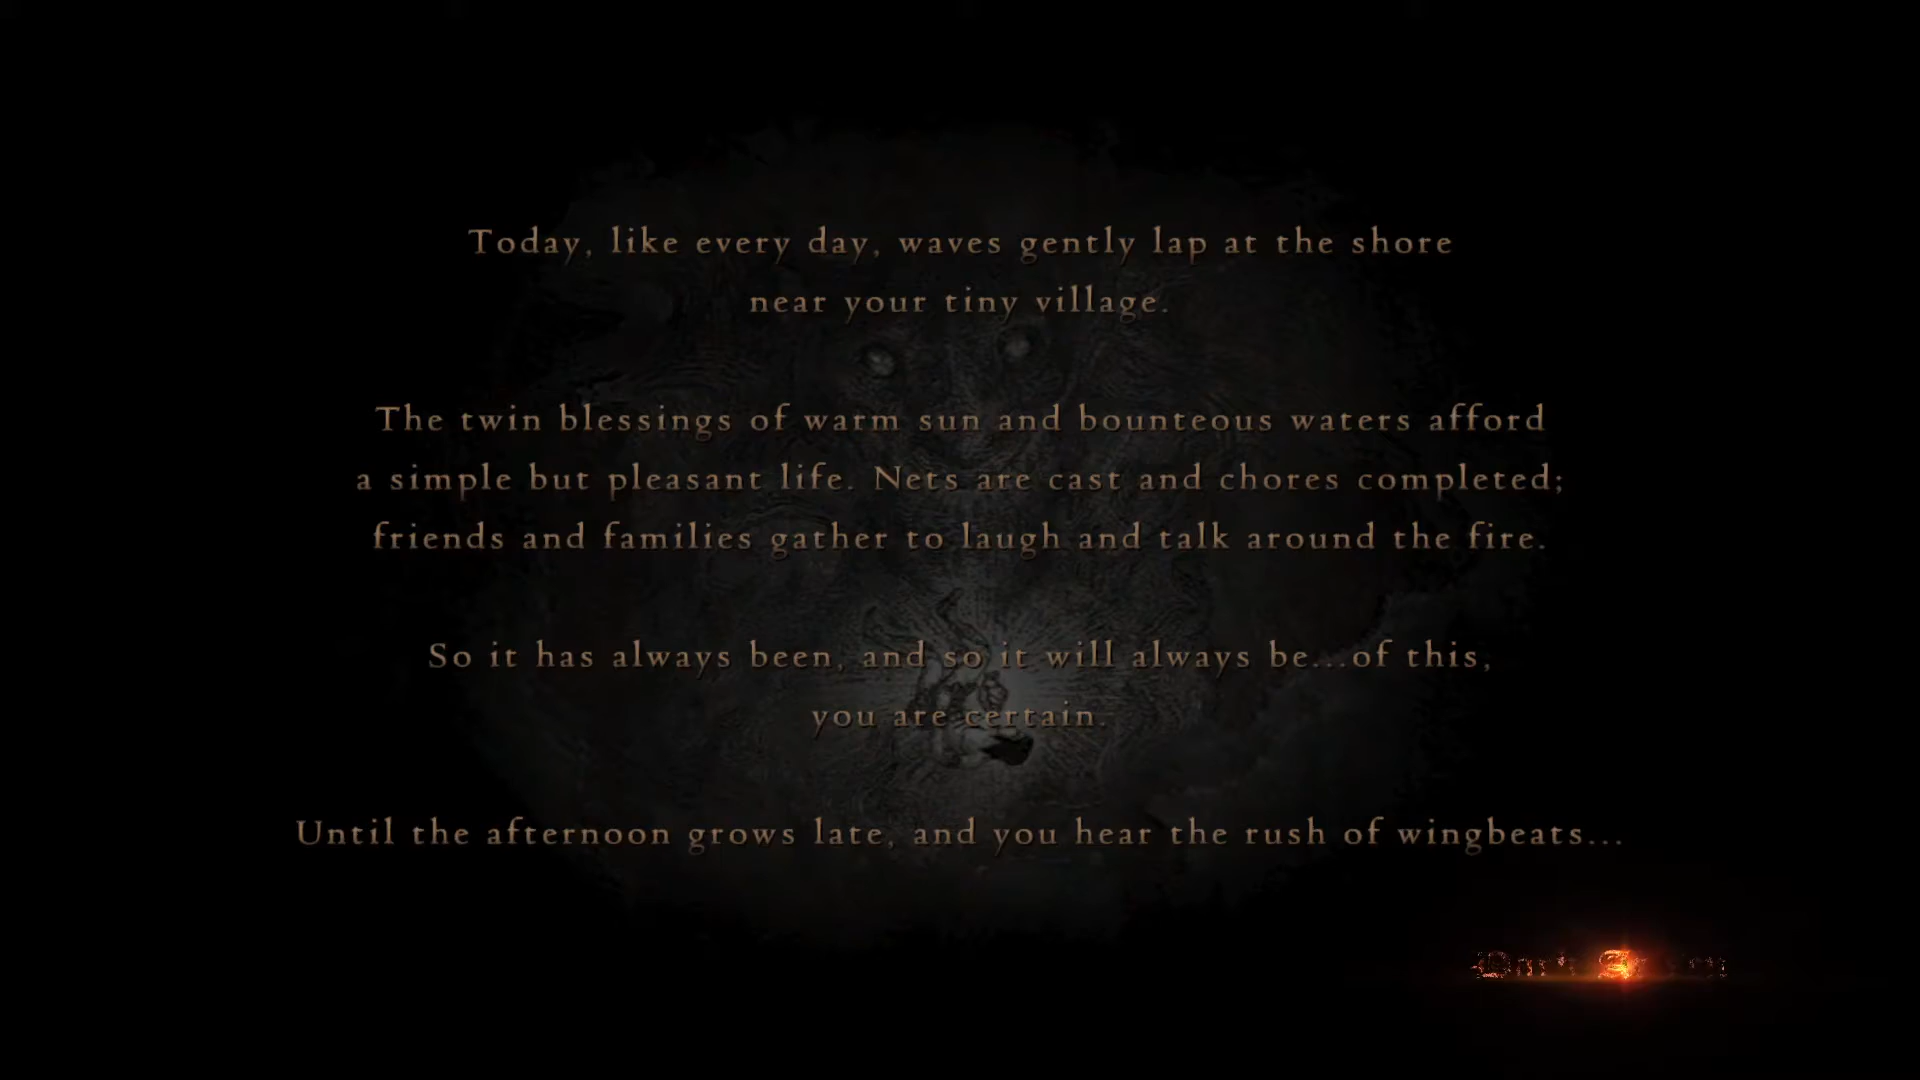 Today, like every day, waves gently lap at the shore
near your tiny village.
The twin blessings of warm sun and bounteous waters afford
a simple but pleasant life. Nets are cast and chores completed;
friends and families gather to laugh and talk around the fire.
So it has always been, and so it will always be...of this,
you are certain.
Until the afternoon grows late, and you hear the rush of wingbeats...